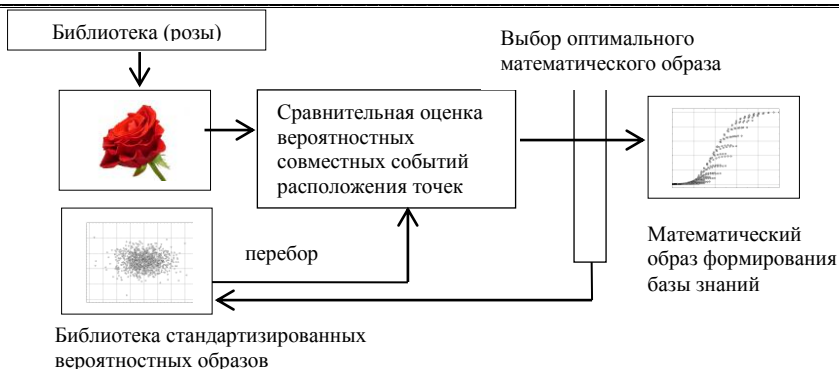 Библиотека (розы)
Выбор оптимального
математического образа
Сравнительная оценка
вероятностных
совместных событий
расположения точек
перебор
Математический
образ формирования
базы знаний
Библиотека стандартизированных
вероятностных образов